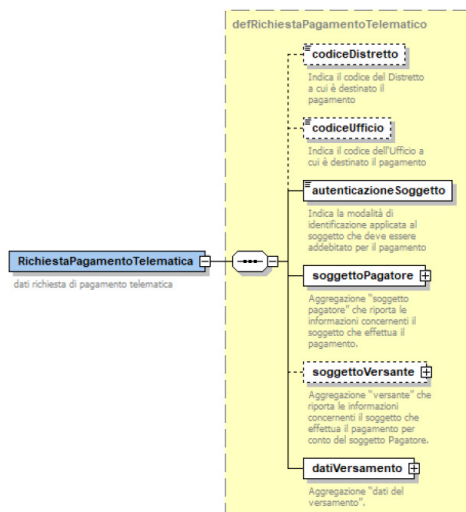 defRichiestaPagamentoTelematico
codiceDistretto
Indica il codice del Distretto
a cui è destinato il
pagamento
codiceUfficio
Indica il codice dell'Ufficio a
cui è destinato il pagamento
autenticazioneSoggetto
Indica la modalità di
identificazione applicata al
soggetto che deve essere
addebitato per il pagamento
RichiestaPagamentoTelematica
dati richiesta di pagamento telematica
soggettoPagatore
Aggregazione "soggetto
pagatore" che riporta le
informazioni concernenti il
soggetto che effettua il
pagamento.
soggettoVersante
Aggregazione "versante" che
riporta le informazioni
concernenti il soggetto che
effettua il pagamento per
conto del soggetto Pagatore.
datiVersamento
Aggregazione "dati del
versamento".